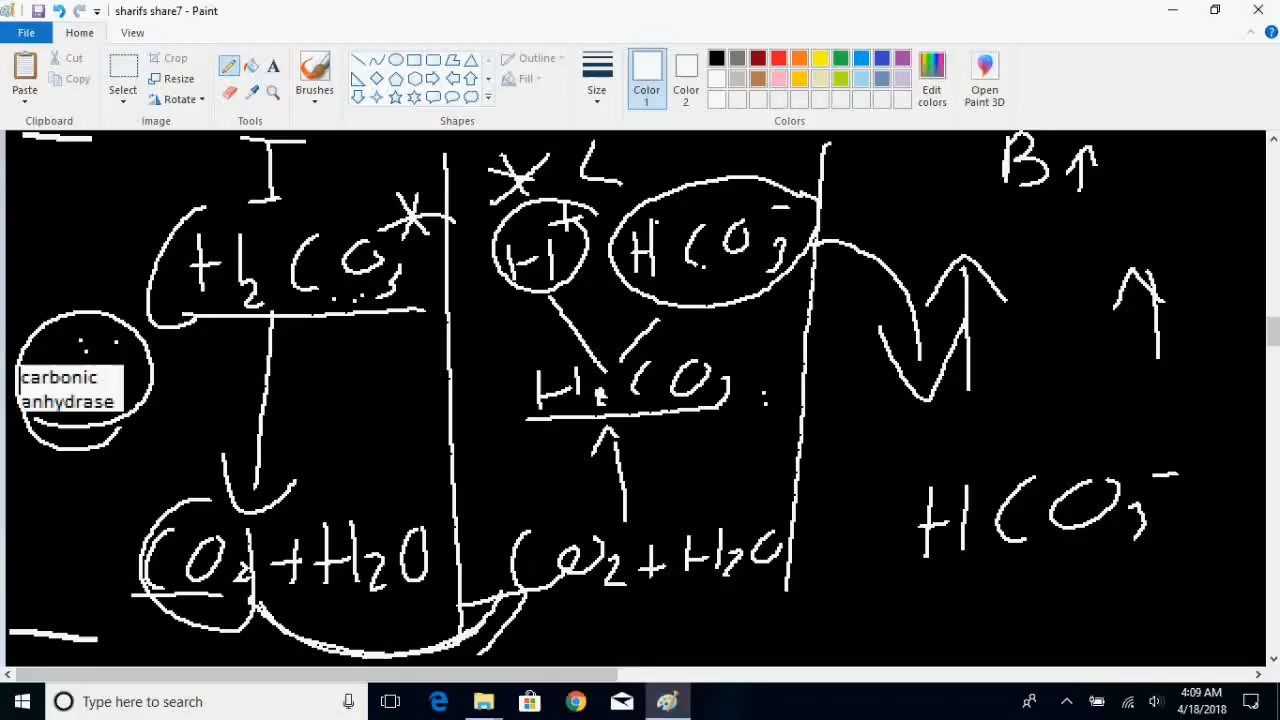 sharifs share7 - Paint
File Home View
Paste Cut Copy Select Crop Resize Rotate Brushes Outline Fill Size Color 1 Color 2 Edit colors Open Paint 3D
Clipboard Image Tools Shapes Colors
I L B↑
H₂CO₃ H⁺ HCO₃⁻
carbonic
anhydrase
H₂CO₃
HCO₃⁻
CO₂ + H₂O CO₂ + H₂O
Type here to search
4:09 AM
4/18/2018